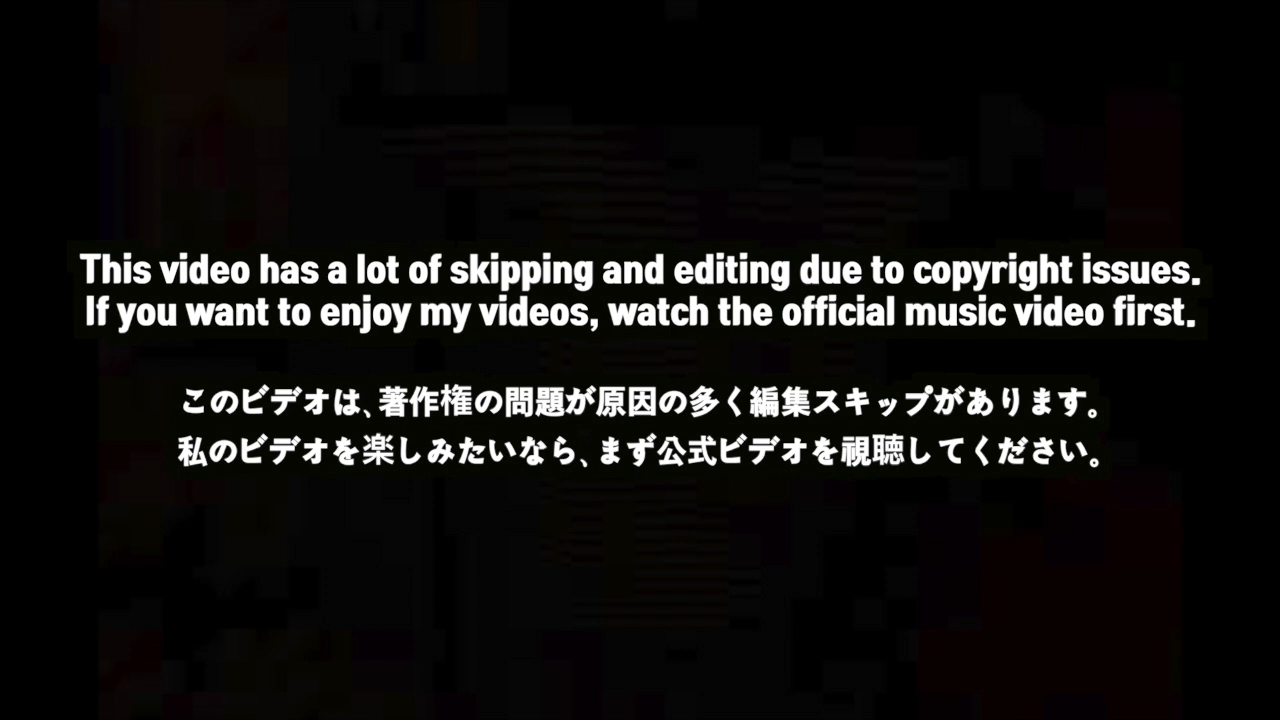 This video has a lot of skipping and editing due to copyright issues.
If you want to enjoy my videos, watch the official music video first.
このビデオは、著作権の問題が原因の多く編集スキップがあります。
私のビデオを楽しみたいなら、まず公式ビデオを視聴してください。